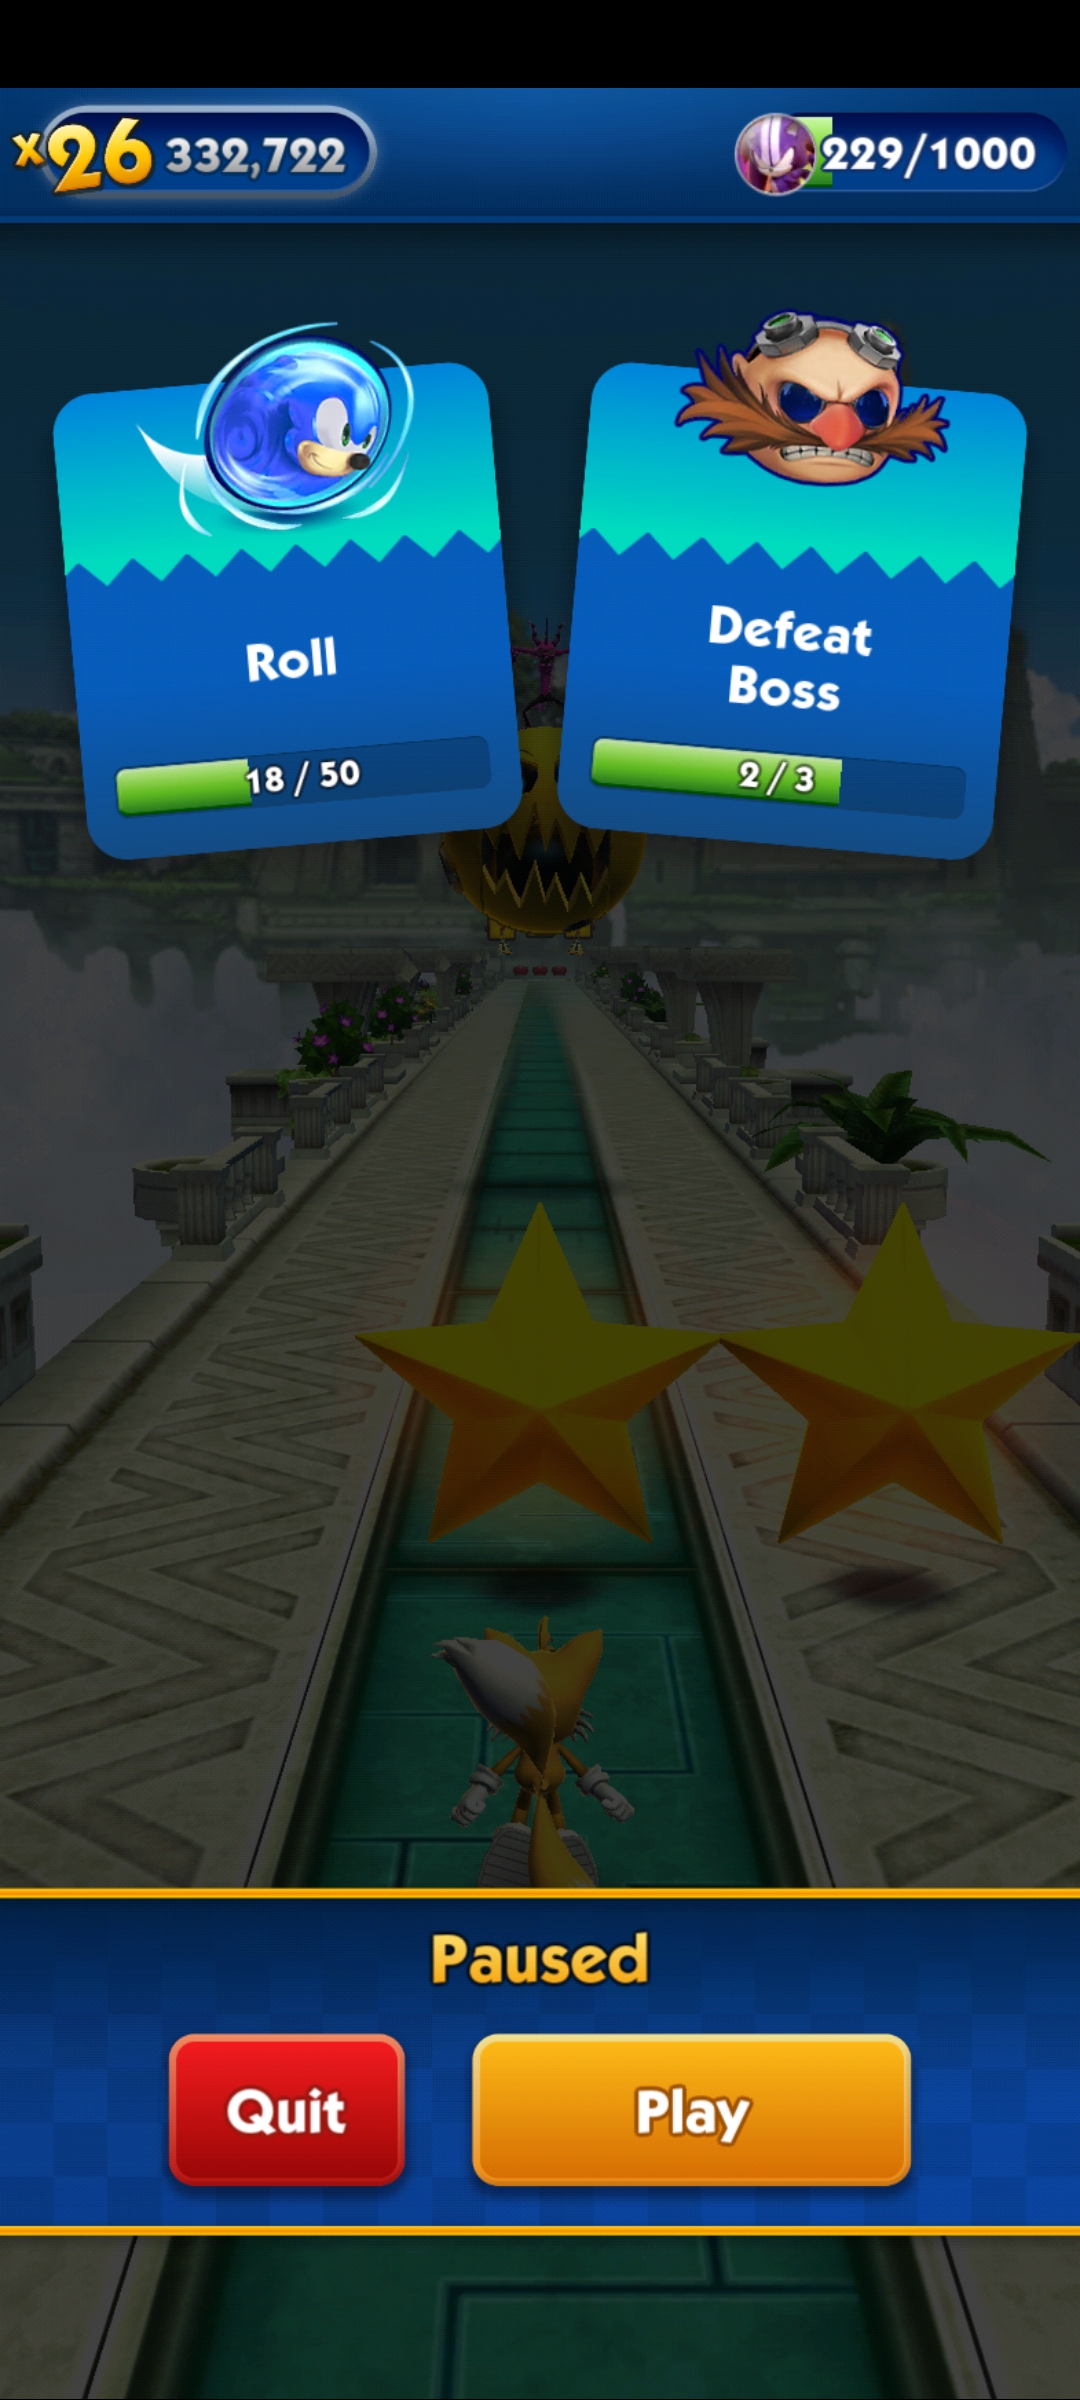 x26 332,722
229/1000
Roll
18 / 50
Defeat
Boss
2 / 3
Paused
Quit
Play